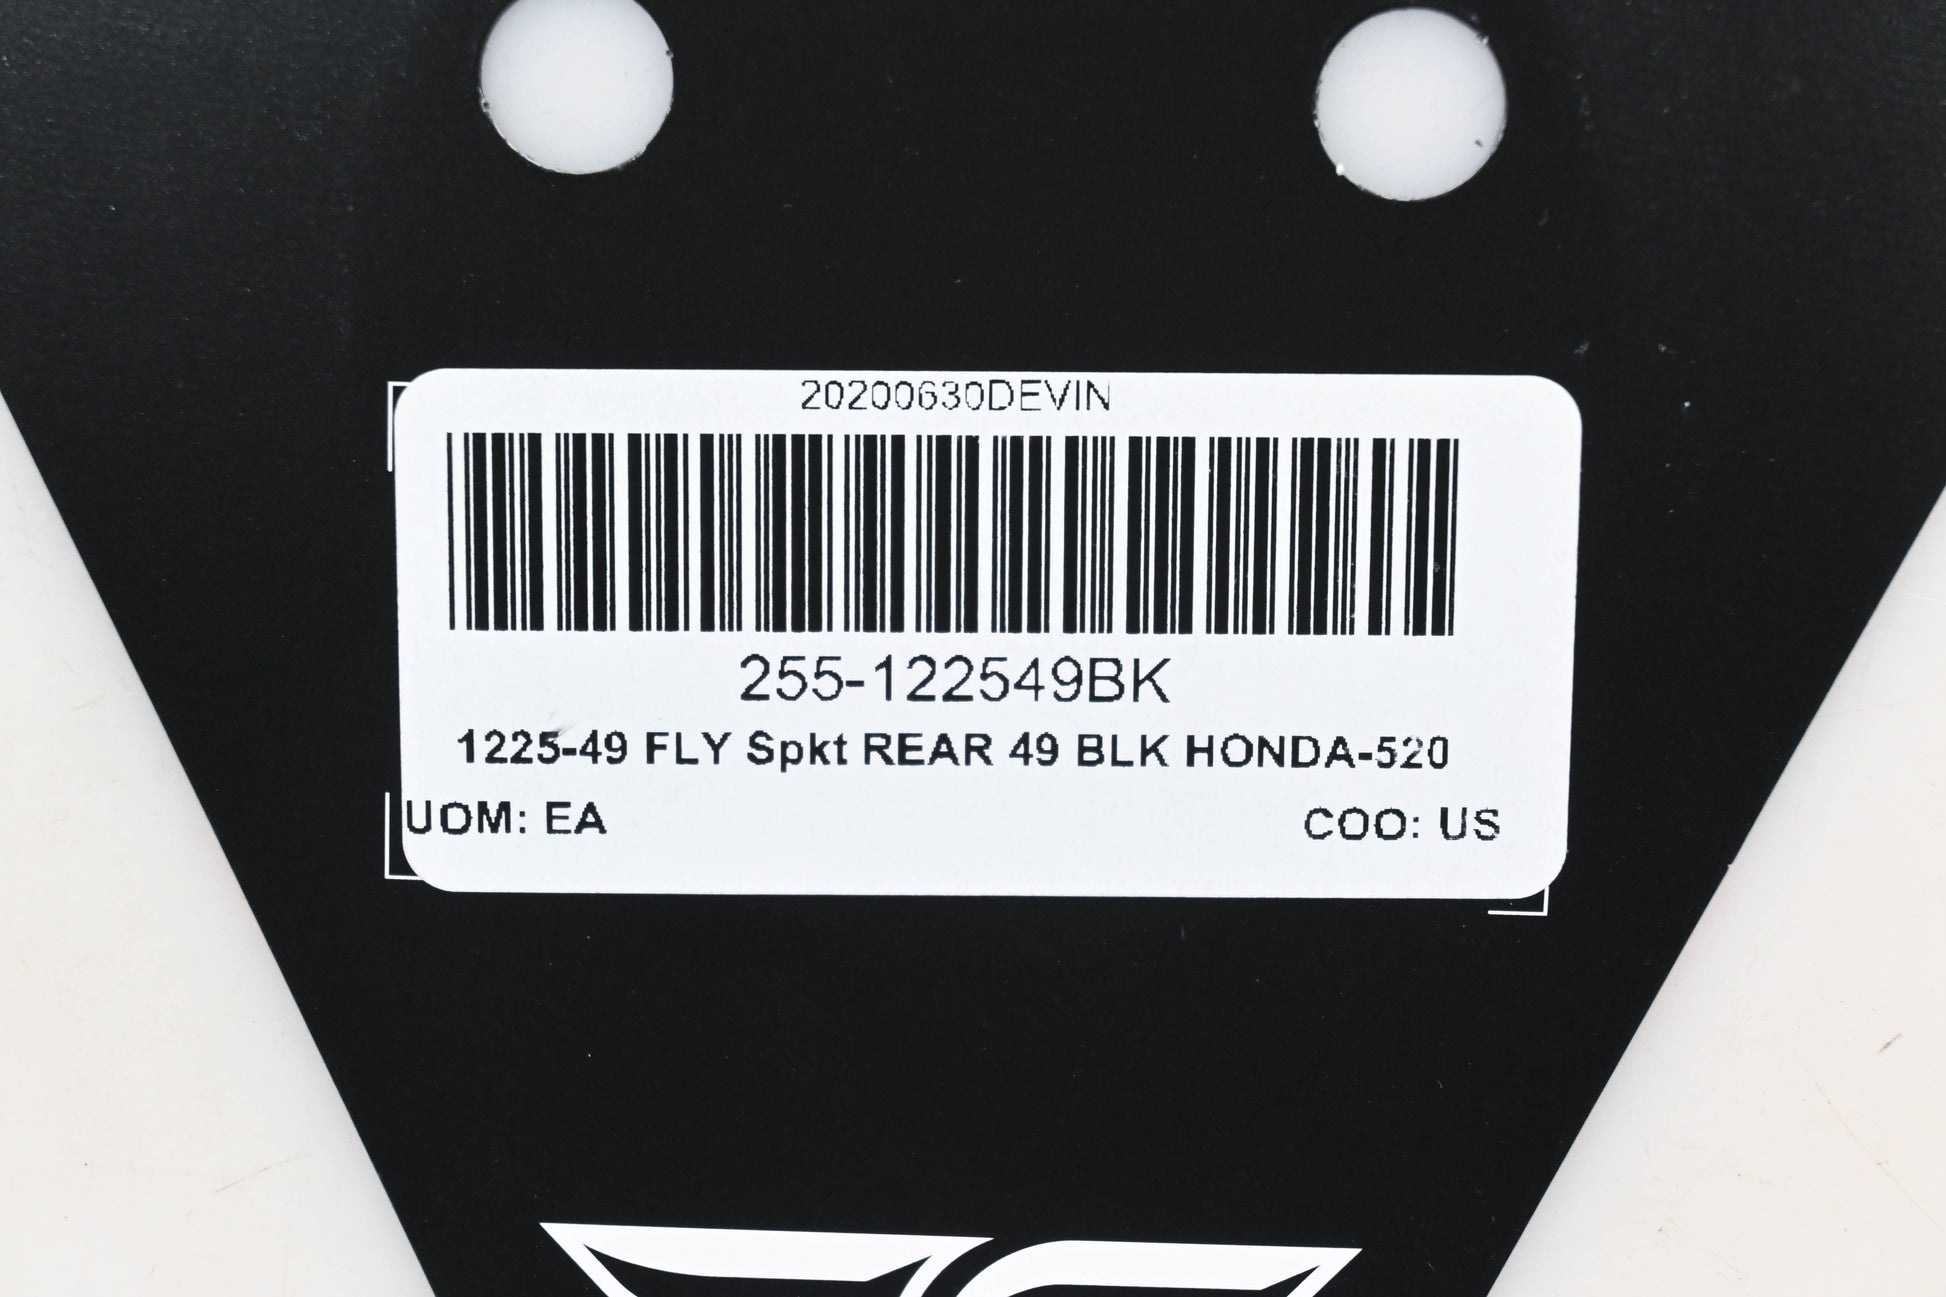 20200630DEVIN
255-122549BK
1225-49 FLY Spkt REAR 49 BLK HONDA-520
UOM: EA
COO: US